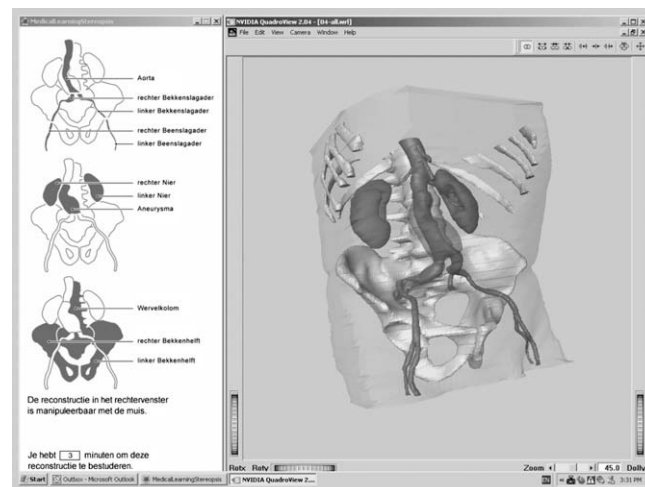 MedicalLearningStereopsis
Aorta
rechter Bekkenslagader
linker Bekkenslagader
rechter Beenslagader
linker Beenslagader
rechter Nier
linker Nier
Aneurysma
Wervelkolom
rechter Bekkenhelft
linker Bekkenhelft
De reconstructie in het rechtervenster
is manipuleerbaar met de muis.
Je hebt 3 minuten om deze
reconstructie te bestuderen.
NVIDIA QuadroView 2.04 - [04-all.wrl]
File Edit View Camera Window Help
Rotx Roty
Zoom 45.0 Dolly
Start
Outbox - Microsoft Outlook
MedicalLearningStereopsis
NVIDIA QuadroView 2....
EN
3:31 PM